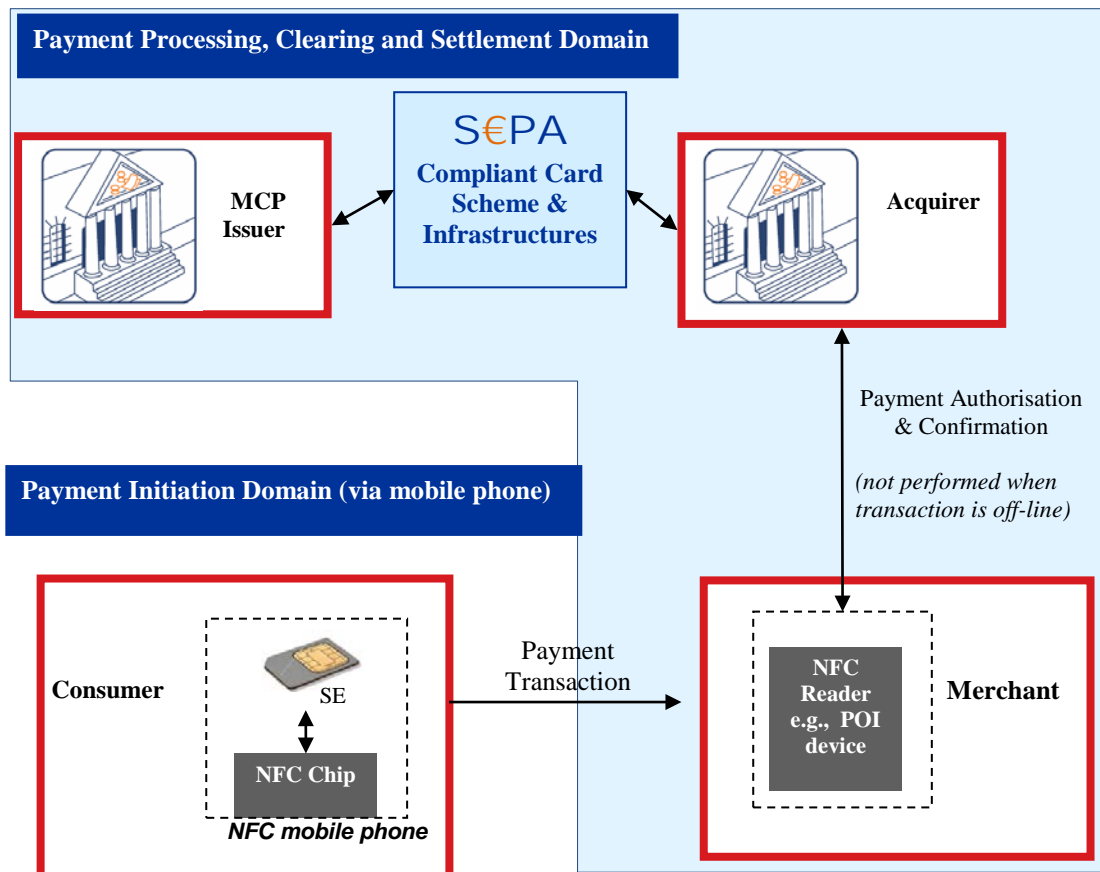 Payment Processing, Clearing and Settlement Domain
S€PA
Compliant Card
Scheme &
Infrastructures
MCP
Issuer
Acquirer
Payment Authorisation
& Confirmation
(not performed when
transaction is off-line)
Payment Initiation Domain (via mobile phone)
Consumer
SE
NFC Chip
NFC mobile phone
Payment
Transaction
NFC
Reader
e.g., POI
device
Merchant